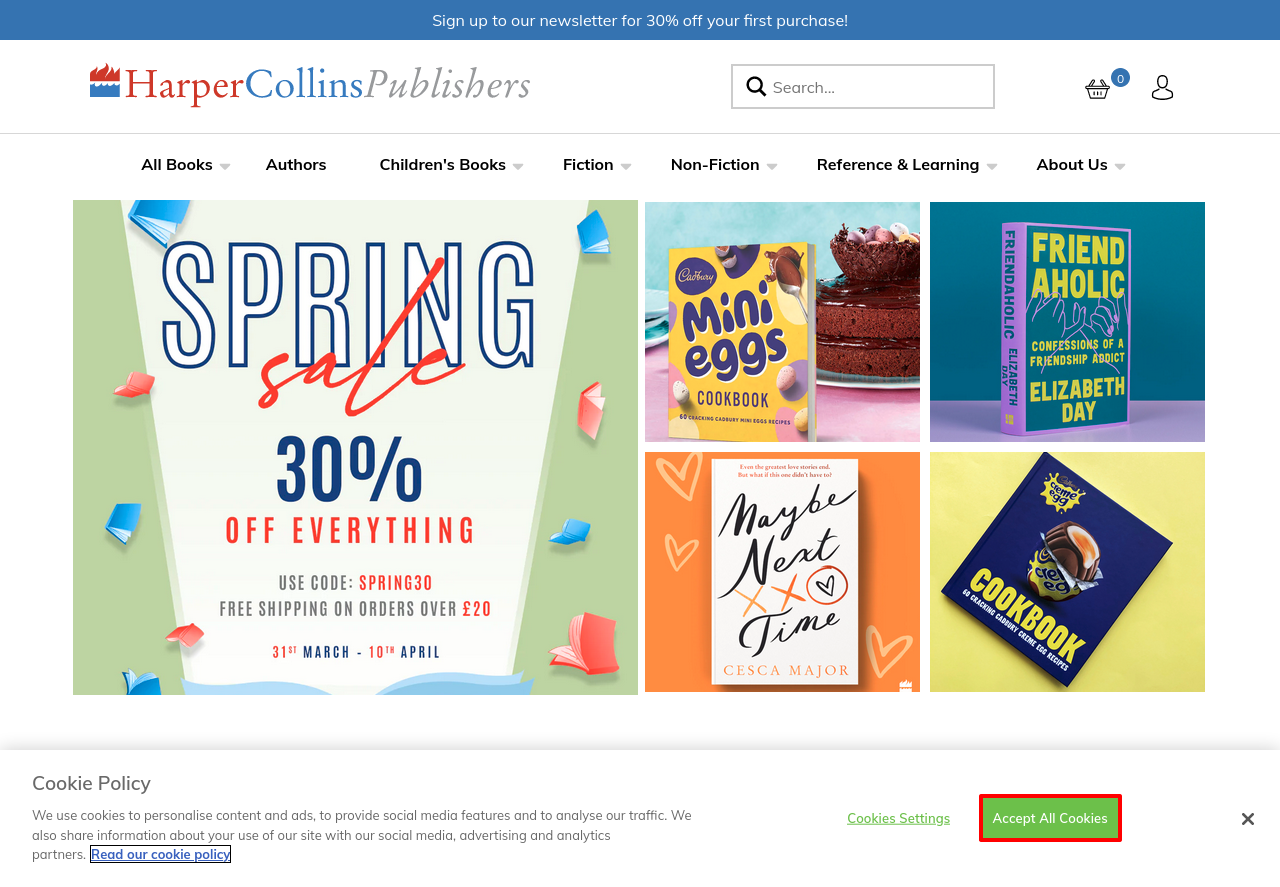 Sign up to our newsletter for 30% off your first purchase!
HarperCollinsPublishers
Search...
0
All Books
Authors
Children's Books
Fiction
Non-Fiction
Reference & Learning
About Us
SPRING
sale
30%
OFF EVERYTHING
USE CODE: SPRING30
FREE SHIPPING ON ORDERS OVER £20
31ST MARCH - 10TH APRIL
Cadbury
Mini
eggs
COOKBOOK
60 CRACKING CADBURY MINI EGGS RECIPES
FRIENDAHOLIC
ELIZABETH
DAY
FRIEND
AHOLIC
CONFESSIONS OF A
FRIENDSHIP ADDICT
ELIZABETH
DAY
Even the greatest love stories end.
But what if this one didn't have to?
Maybe
Next
Time
CESCA MAJOR
Cadbury
creme
egg
COOKBOOK
60 CRACKING CADBURY CREME EGG RECIPES
Cookie Policy
We use cookies to personalise content and ads, to provide social media features and to analyse our traffic. We
also share information about your use of our site with our social media, advertising and analytics
partners. Read our cookie policy
Cookies Settings
Accept All Cookies